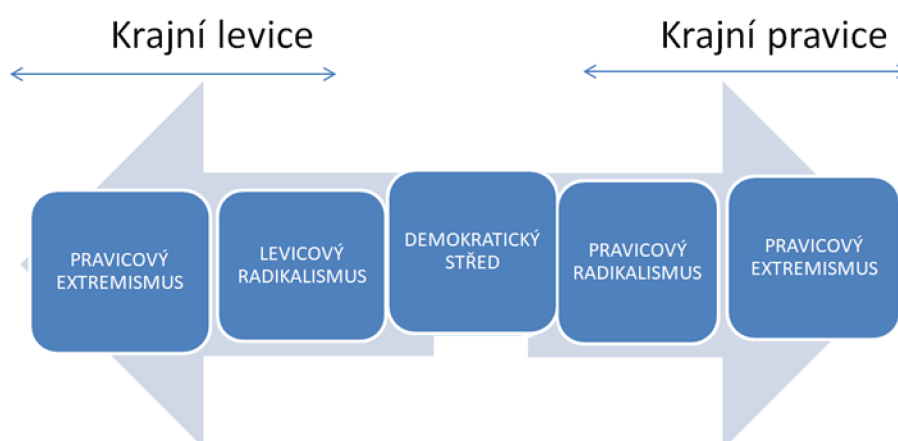 Krajní levice
Krajní pravice
PRAVICOVÝ
EXTREMISMUS
LEVICOVÝ
RADIKALISMUS
DEMOKRATICKÝ
STŘED
PRAVICOVÝ
RADIKALISMUS
PRAVICOVÝ
EXTREMISMUS